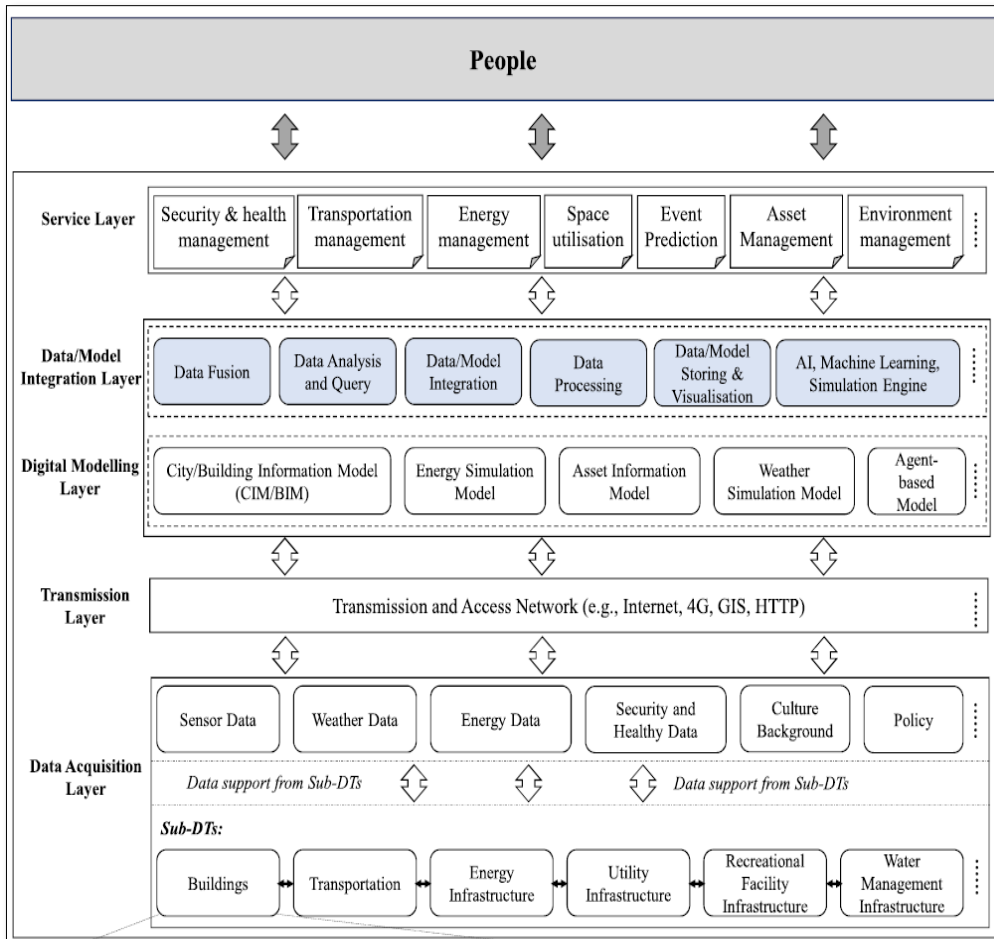 People
Service Layer
Security & health
management
Transportation
management
Energy
management
Space
utilisation
Event
Prediction
Asset
Management
Environment
management
Data/Model
Integration Layer
Data Fusion
Data Analysis
and Query
Data/Model
Integration
Data
Processing
Data/Model
Storing &
Visualisation
AI, Machine Learning,
Simulation Engine
Digital Modelling
Layer
City/Building Information Model
(CIM/BIM)
Energy Simulation
Model
Asset Information
Model
Weather
Simulation Model
Agent-
based
Model
Transmission
Layer
Transmission and Access Network (e.g., Internet, 4G, GIS, HTTP)
Data Acquisition
Layer
Sensor Data
Weather Data
Energy Data
Security and
Healthy Data
Culture
Background
Policy
Data support from Sub-DTs
Data support from Sub-DTs
Sub-DTs:
Buildings
Transportation
Energy
Infrastructure
Utility
Infrastructure
Recreational
Facility
Infrastructure
Water
Management
Infrastructure